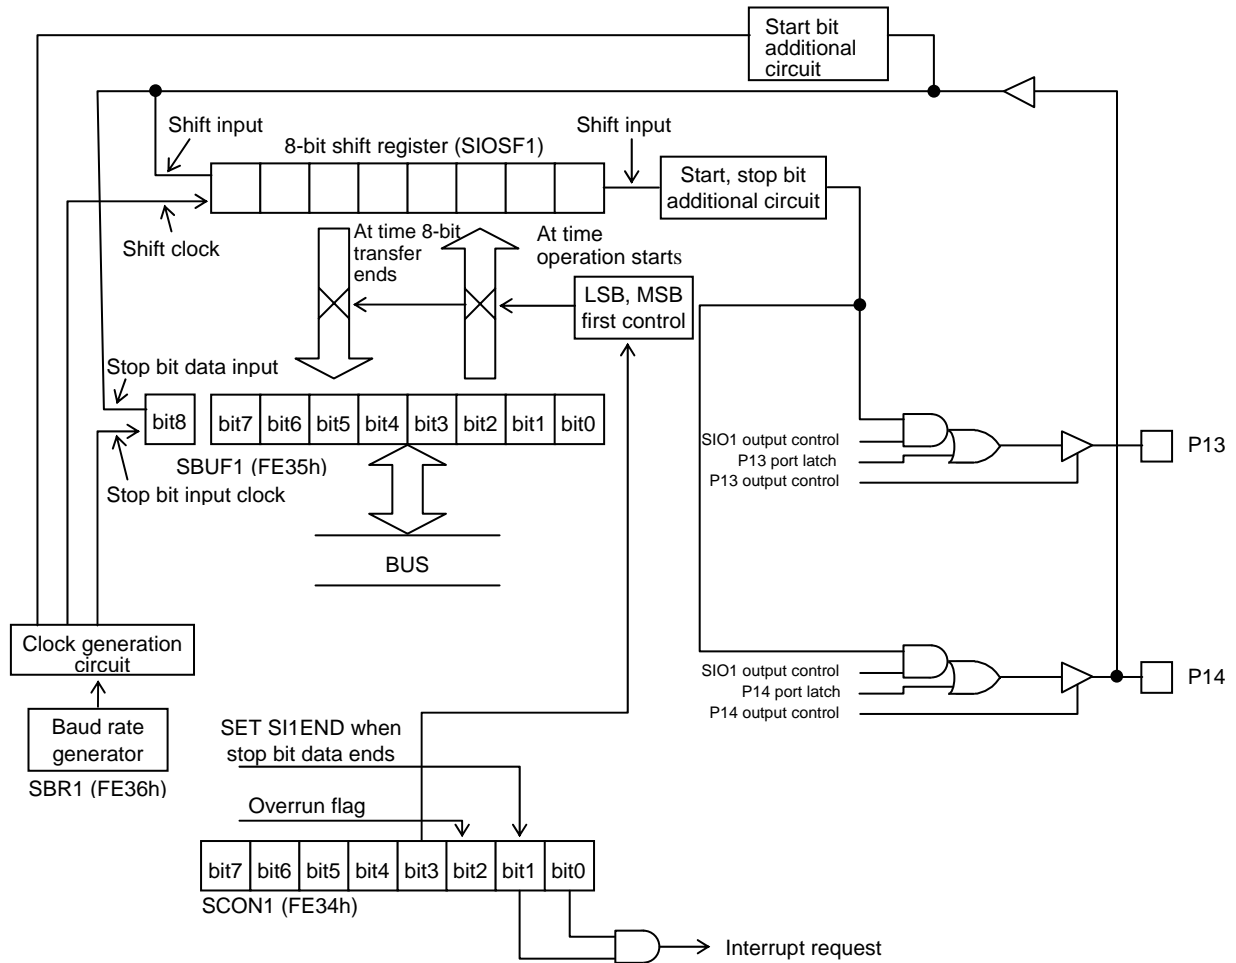 Start bit
additional
circuit
Shift input
8-bit shift register (SIOSF1)
Shift input
Start, stop bit
additional circuit
Shift clock
At time 8-bit
transfer
ends
At time
operation starts
LSB, MSB
first control
Stop bit data input
bit8
bit7 bit6 bit5 bit4 bit3 bit2 bit1 bit0
SBUF1 (FE35h)
Stop bit input clock
BUS
SIO1 output control
P13 port latch
P13 output control
P13
Clock generation
circuit
Baud rate
generator
SBR1 (FE36h)
SIO1 output control
P14 port latch
P14 output control
P14
SET SI1END when
stop bit data ends
Overrun flag
bit7 bit6 bit5 bit4 bit3 bit2 bit1 bit0
SCON1 (FE34h)
Interrupt request